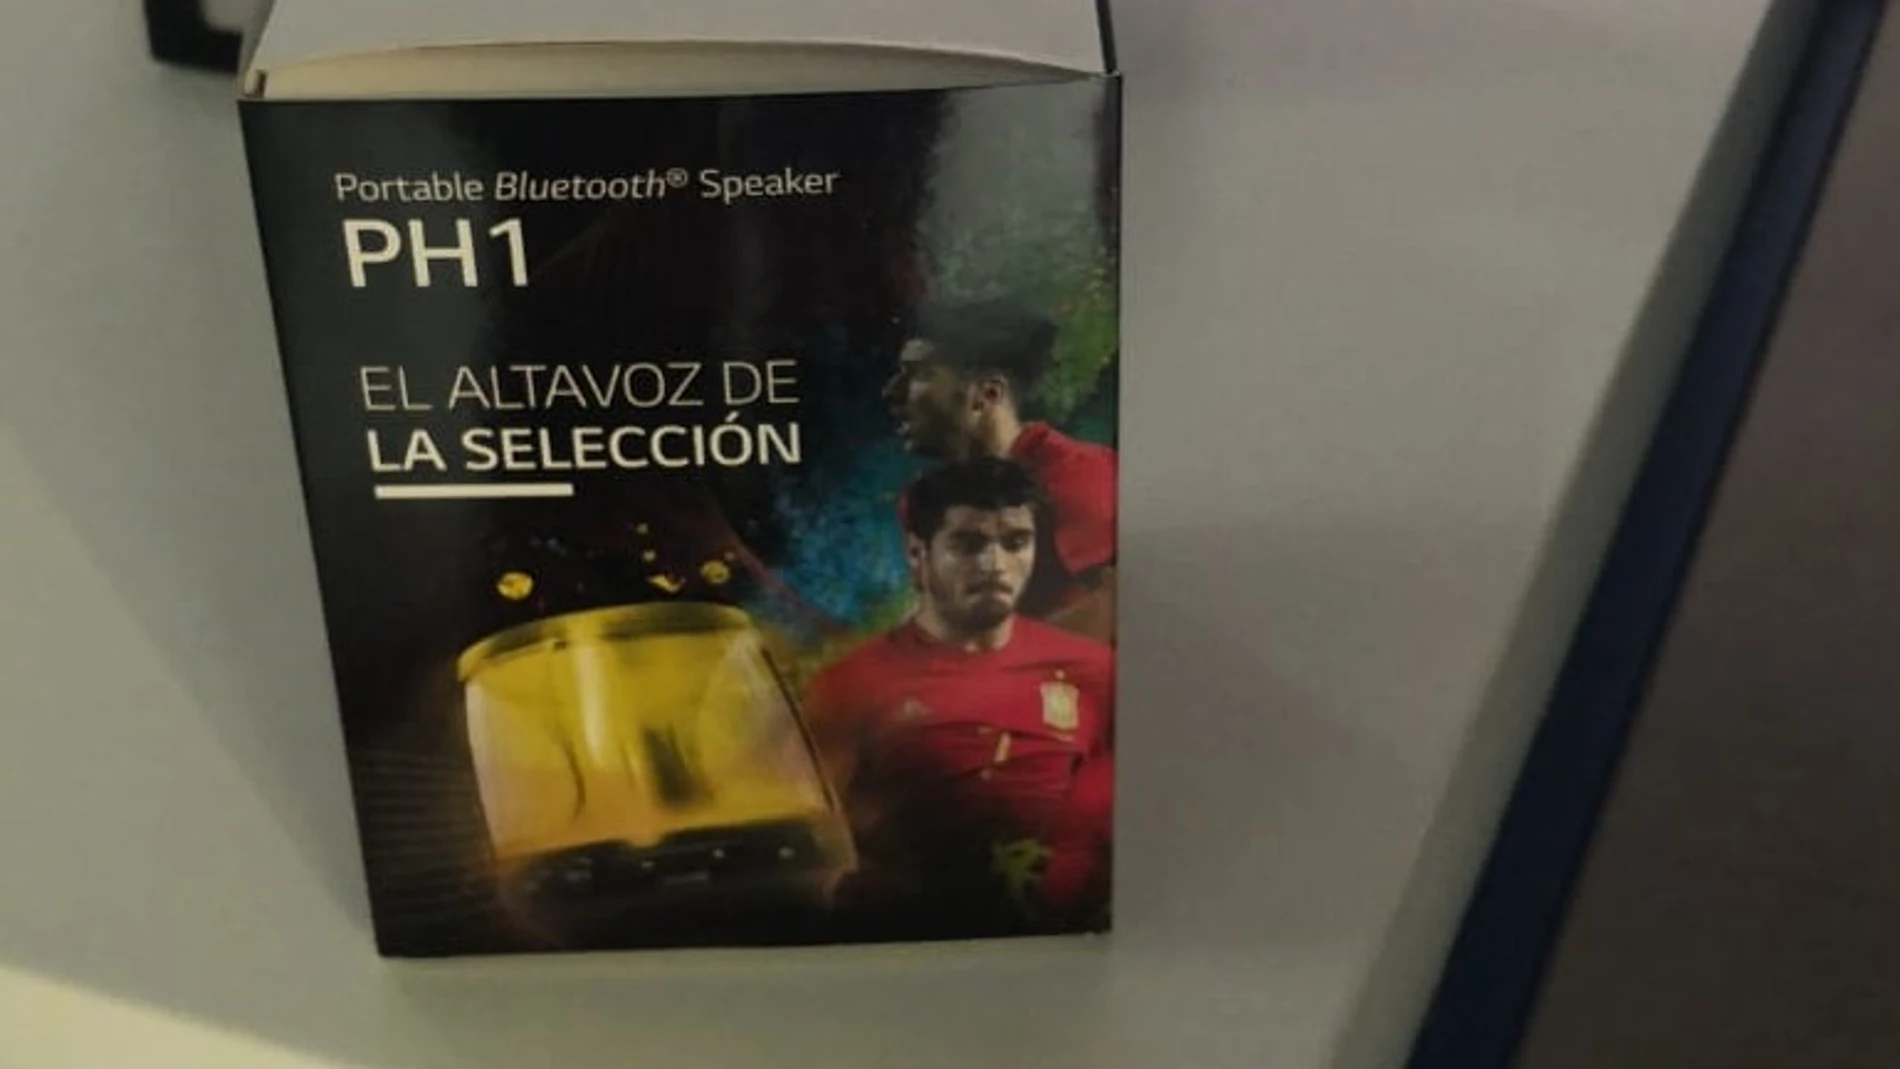 Portable Bluetooth® Speaker
PH1
EL ALTAVOZ DE
LA SELECCIÓN